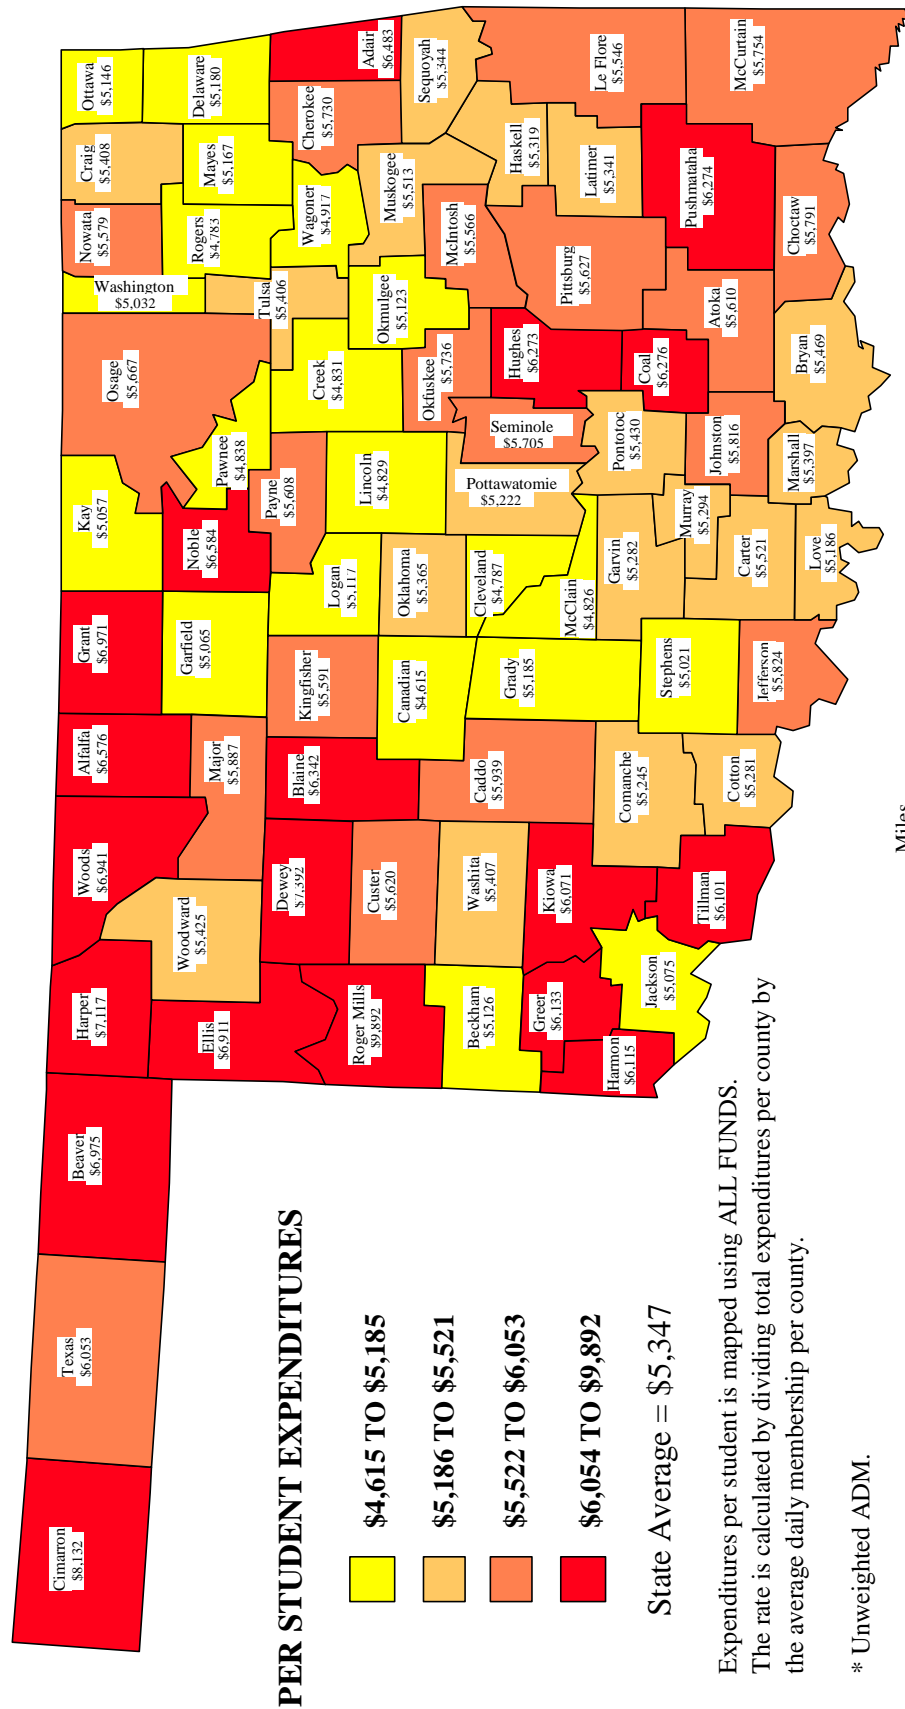 Cimarron
$8,132
Texas
$6,053
Beaver
$6,975
Harper
$7,117
Woods
$6,941
Alfalfa
$6,576
Grant
$6,971
Kay
$5,057
Osage
$5,667
Washington
$5,032
Nowata
$5,579
Craig
$5,408
Ottawa
$5,146
Ellis
$6,911
Woodward
$5,425
Major
$5,887
Garfield
$5,065
Noble
$6,584
Pawnee
$4,838
Rogers
$4,783
Mayes
$5,167
Delaware
$5,180
Roger Mills
$9,892
Dewey
$7,392
Blaine
$6,342
Kingfisher
$5,591
Logan
$5,117
Payne
$5,608
Creek
$4,831
Tulsa
$5,406
Wagoner
$4,917
Cherokee
$5,730
Adair
$6,483
Custer
$5,620
Canadian
$4,615
Oklahoma
$5,365
Lincoln
$4,829
Okfuskee
$5,736
Okmulgee
$5,123
Muskogee
$5,513
Sequoyah
$5,344
Beckham
$5,126
Washita
$5,407
Caddo
$5,939
Grady
$5,185
Cleveland
$4,787
McClain
$4,826
Pottawatomie
$5,222
Seminole
$5,705
Hughes
$6,273
McIntosh
$5,566
Haskell
$5,319
Le Flore
$5,546
Greer
$6,133
Kiowa
$6,071
Comanche
$5,245
Garvin
$5,282
Pontotoc
$5,430
Coal
$6,276
Pittsburg
$5,627
Latimer
$5,341
Harmon
$6,115
Jackson
$5,075
Tillman
$6,101
Cotton
$5,281
Stephens
$5,021
Murray
$5,294
Johnston
$5,816
Atoka
$5,610
Pushmataha
$6,274
McCurtain
$5,754
Jefferson
$5,824
Carter
$5,521
Love
$5,186
Marshall
$5,397
Bryan
$5,469
Choctaw
$5,791
PER STUDENT EXPENDITURES
$4,615 TO $5,185
$5,186 TO $5,521
$5,522 TO $6,053
$6,054 TO $9,892
State Average = $5,347
Expenditures per student is mapped using ALL FUNDS.
The rate is calculated by dividing total expenditures per county by
the average daily membership per county.
* Unweighted ADM.
Miles